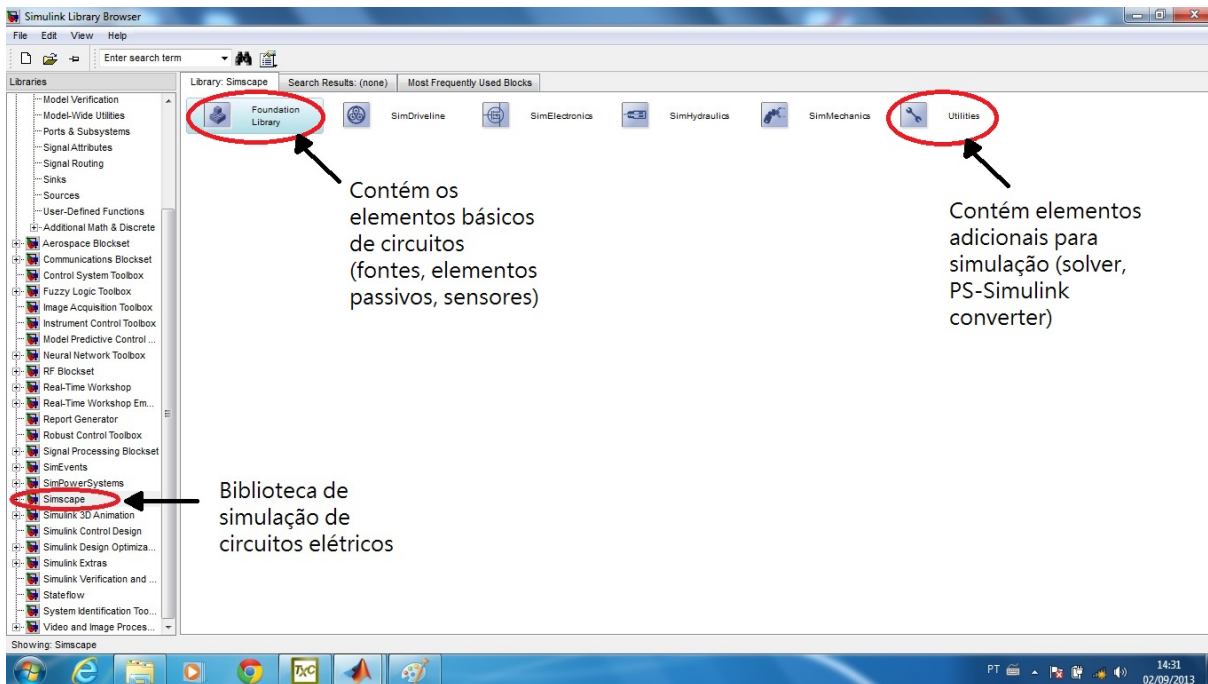 Simulink Library Browser
File Edit View Help
Enter search term
Libraries
Library: Simscape Search Results: (none) Most Frequently Used Blocks
Model Verification
Model-Wide Utilities
Ports & Subsystems
Signal Attributes
Signal Routing
Sinks
Sources
User-Defined Functions
Additional Math & Discrete
Aerospace Blockset
Communications Blockset
Control System Toolbox
Fuzzy Logic Toolbox
Image Acquisition Toolbox
Instrument Control Toolbox
Model Predictive Control ...
Neural Network Toolbox
RF Blockset
Real-Time Workshop
Real-Time Workshop Em...
Report Generator
Robust Control Toolbox
Signal Processing Blockset
SimEvents
SimPowerSystems
Simscape
Simulink 3D Animation
Simulink Control Design
Simulink Design Optimiza...
Simulink Extras
Simulink Verification and ...
Stateflow
System Identification Too...
Video and Image Proces...
Foundation
Library
SimDriveline
SimElectronics
SimHydraulics
SimMechanics
Utilities
Contém os
elementos básicos
de circuitos
(fontes, elementos
passivos, sensores)
Contém elementos
adicionais para
simulação (solver,
PS-Simulink
converter)
Biblioteca de
simulação de
circuitos elétricos
Showing: Simscape
TXC
PT
14:31
02/09/2013